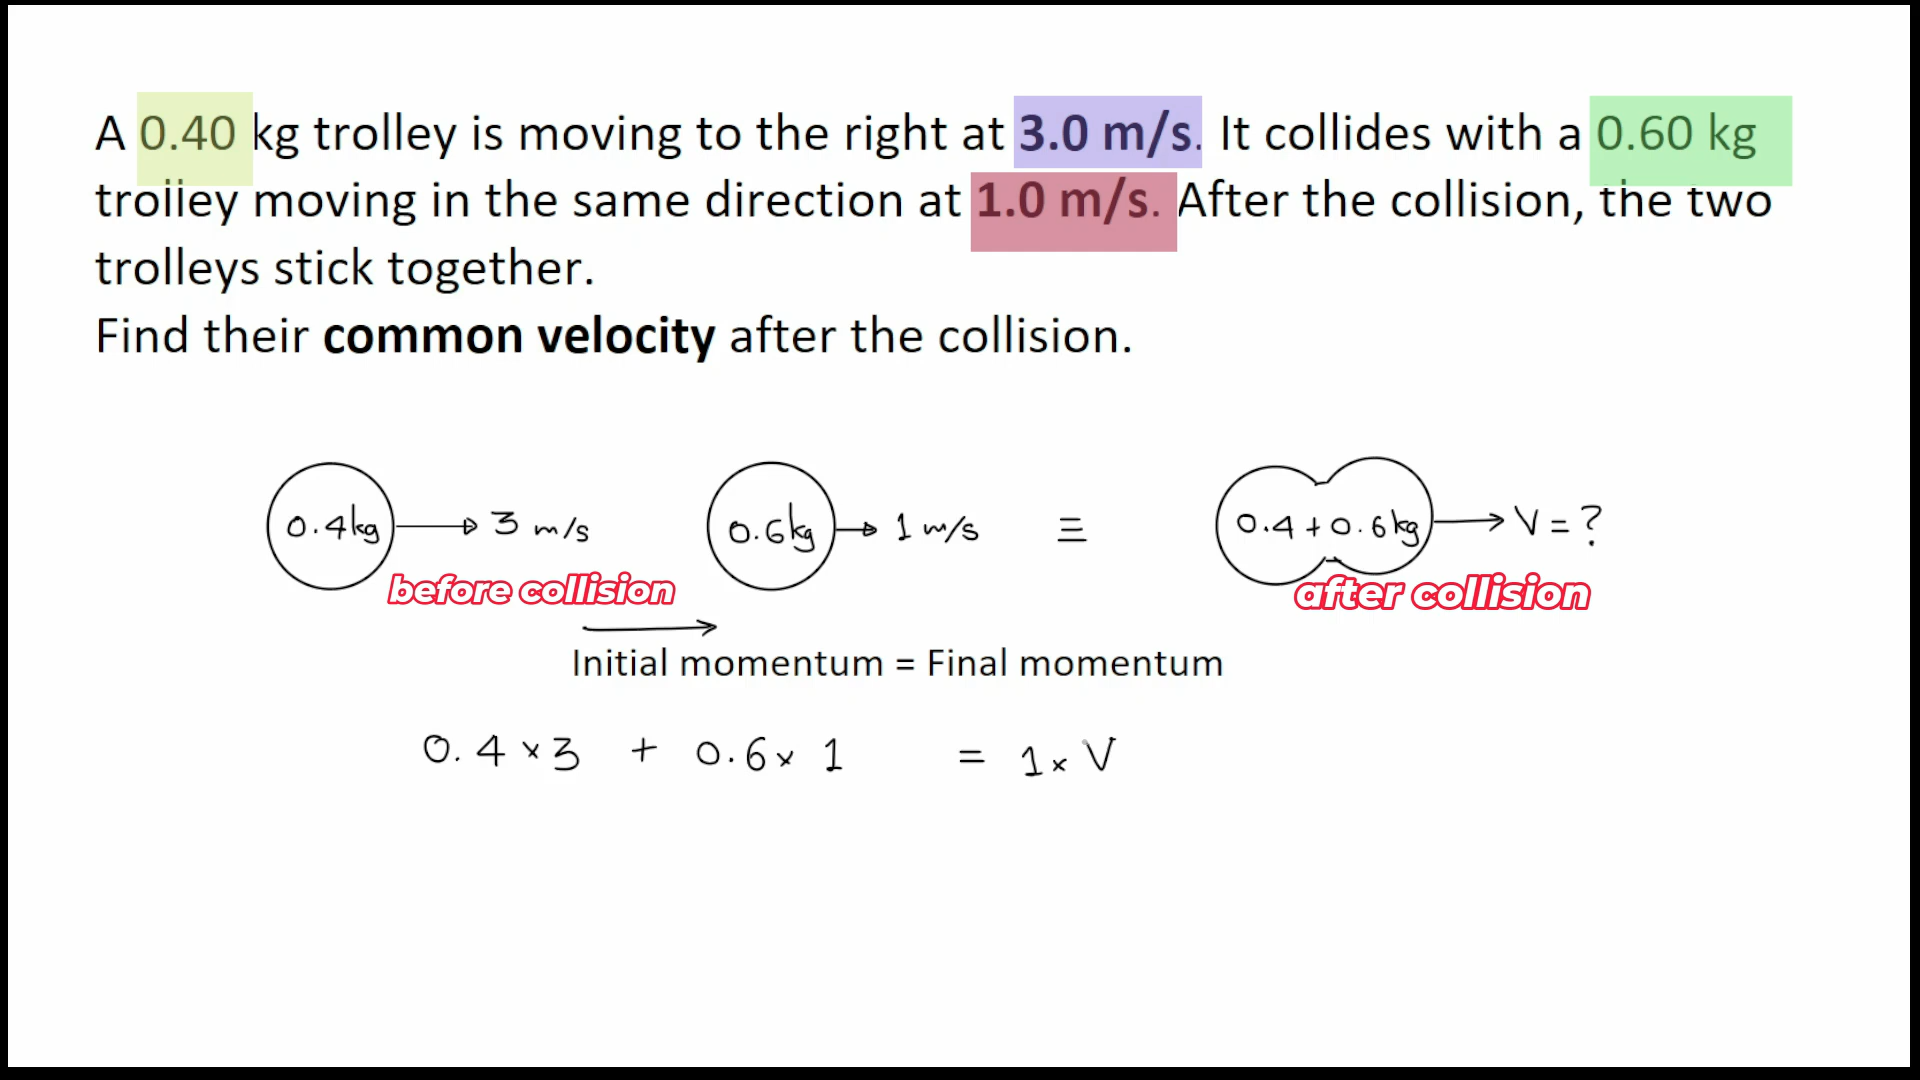 A 0.40 kg trolley is moving to the right at 3.0 m/s. It collides with a 0.60 kg
trolley moving in the same direction at 1.0 m/s. After the collision, the two
trolleys stick together.
Find their common velocity after the collision.
0.4kg → 3 m/s 0.6kg → 1 m/s ≡ 0.4 + 0.6kg → V = ?
before collision after collision
Initial momentum = Final momentum
0.4 × 3 + 0.6 × 1 = 1 × V